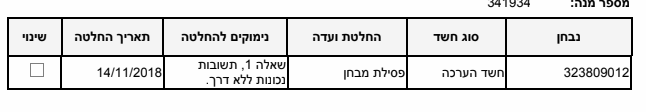 מספר מנה: 341934
נבחן סוג חשד החלטת ועדה נימוקים להחלטה תאריך החלטה שינוי
323809012 חשד הערכה פסילת מבחן שאלה 1, תשובות נכונות ללא דרך. 14/11/2018